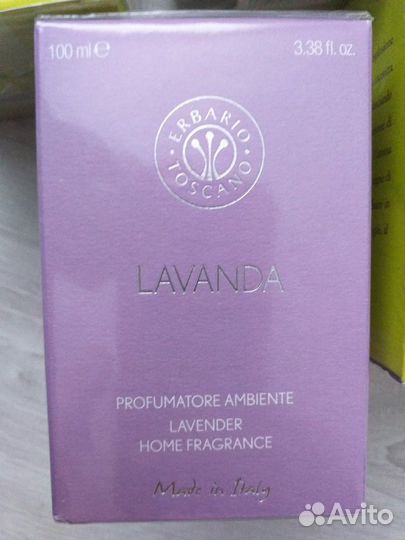 100 ml ℮ 3.38 fl. oz.
ERBARIO
TOSCANO
LAVANDA
PROFUMATORE AMBIENTE
LAVENDER
HOME FRAGRANCE
Made in Italy
Avito